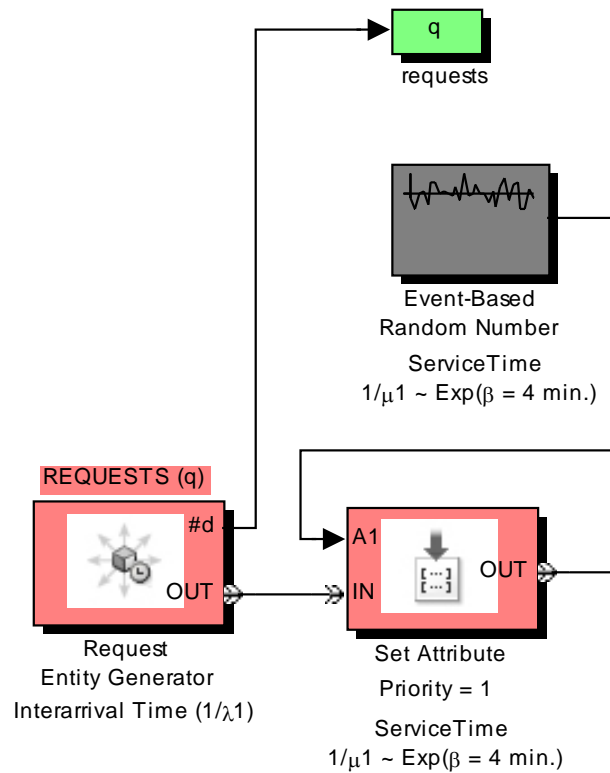 q
requests
Event-Based
Random Number
ServiceTime
1/μ1 ~ Exp(β = 4 min.)
REQUESTS (q)
#d
OUT
Request
Entity Generator
Interarrival Time (1/λ1)
A1
IN
[...]
[...]
OUT
Set Attribute
Priority = 1
ServiceTime
1/μ1 ~ Exp(β = 4 min.)